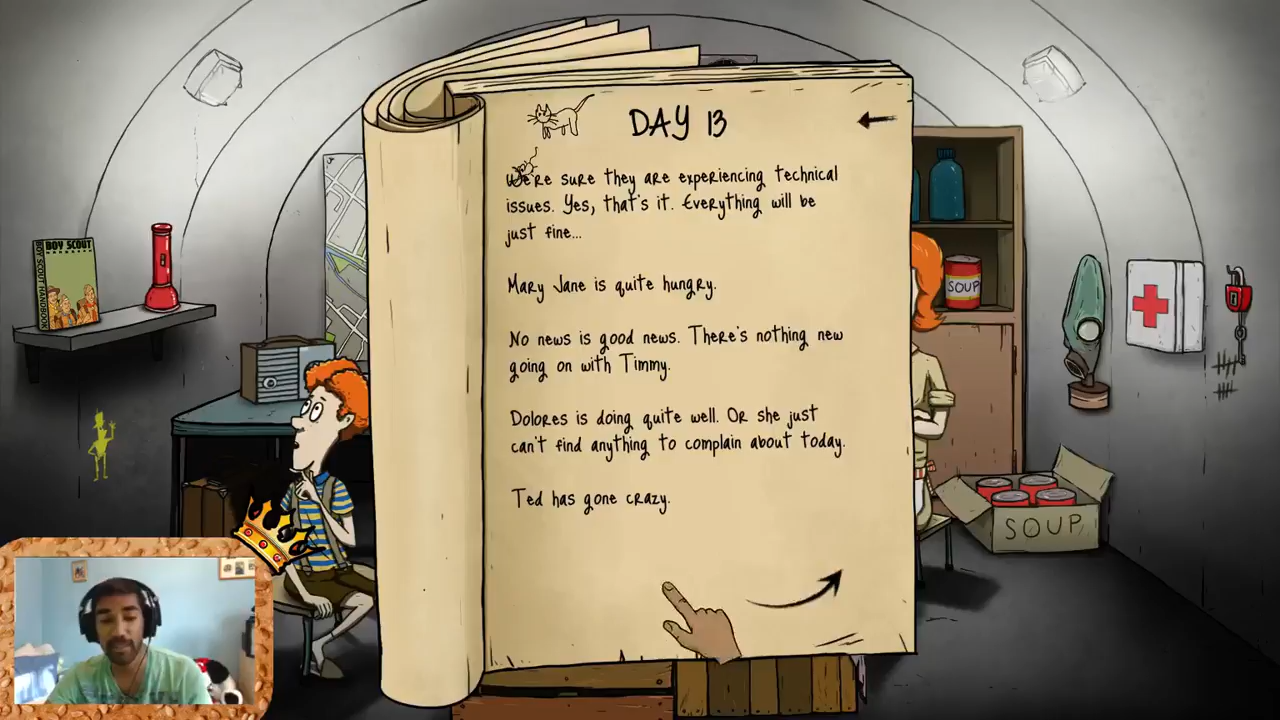 DAY 13
We're sure they are experiencing technical
issues. Yes, that's it. Everything will be
just fine...
Mary Jane is quite hungry.
No news is good news. There's nothing new
going on with Timmy.
Dolores is doing quite well. Or she just
can't find anything to complain about today.
Ted has gone crazy.
BOY SCOUT
BOY SCOUT HANDBOOK
SOUP
SOUP